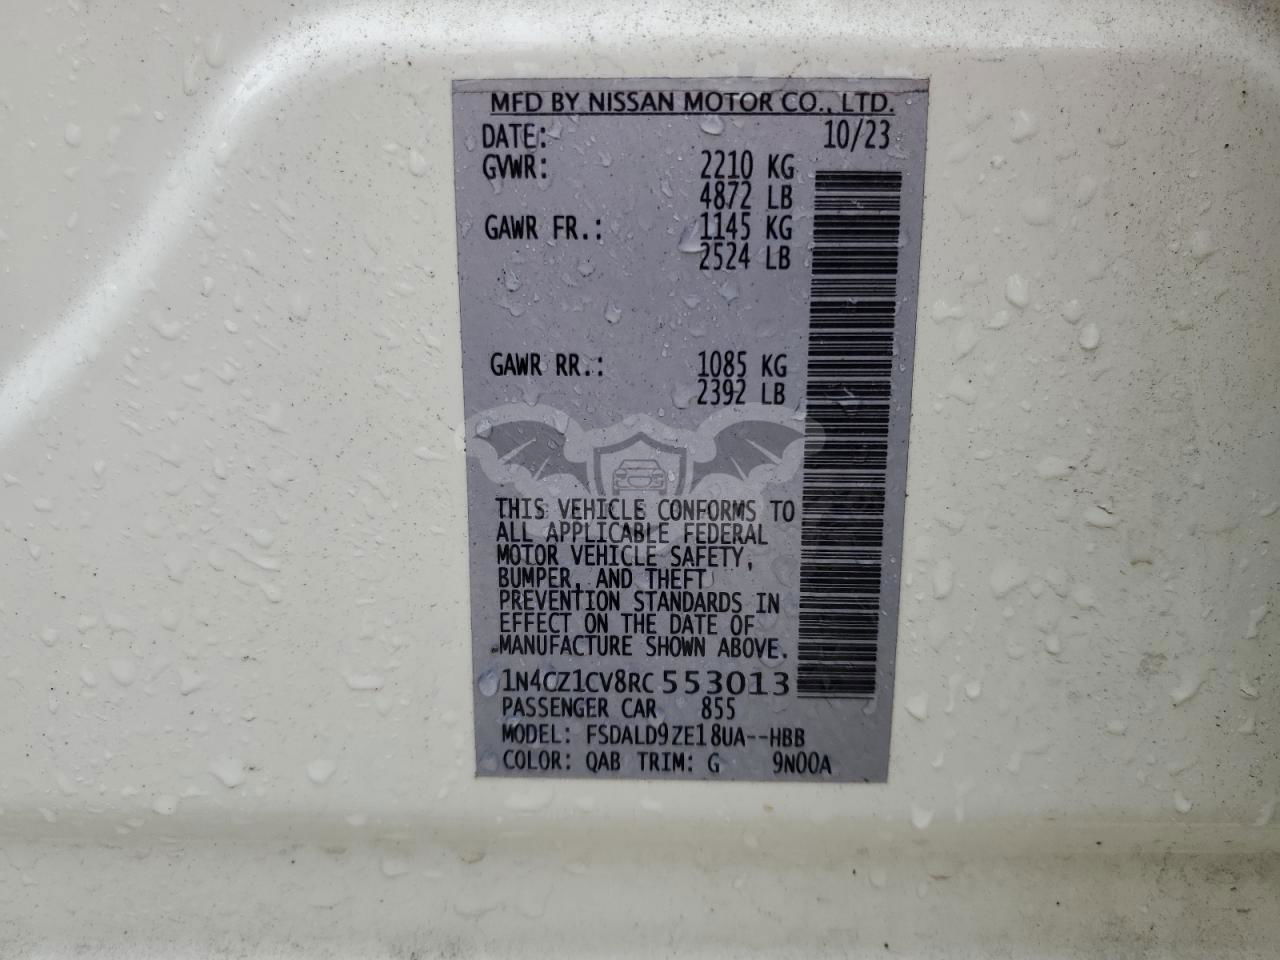 MFD BY NISSAN MOTOR CO., LTD.
DATE: 10/23
GVWR: 2210 KG
4872 LB
GAWR FR.: 1145 KG
2524 LB
GAWR RR.: 1085 KG
2392 LB
THIS VEHICLE CONFORMS TO
ALL APPLICABLE FEDERAL
MOTOR VEHICLE SAFETY,
BUMPER, AND THEFT
PREVENTION STANDARDS IN
EFFECT ON THE DATE OF
MANUFACTURE SHOWN ABOVE.
1N4CZ1CV8RC553013
PASSENGER CAR 855
MODEL: FSDALD9ZE18UA--HBB
COLOR: QAB TRIM: G 9N00A